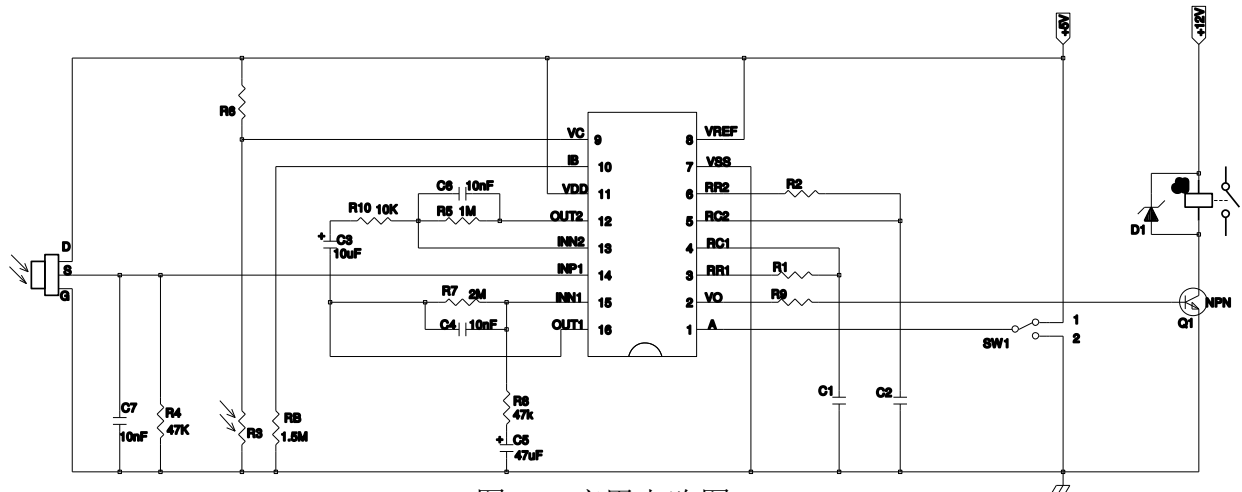 +5V
+12V
R6
VC
9
8
VREF
IB
10
7
VSS
C6
10nF
VDD
11
6
RR2
R2
R10
10K
R5
1M
OUT2
12
5
RC2
D1
+
C3
10uF
INN2
13
4
RC1
D
S
G
INP1
14
3
RR1
R1
R7
2M
INN1
15
2
VO
R9
NPN
Q1
C4
10nF
OUT1
16
1
A
SW1
1
2
C7
10nF
R4
47K
R3
RB
1.5M
R8
47k
+
C5
47uF
C1
C2